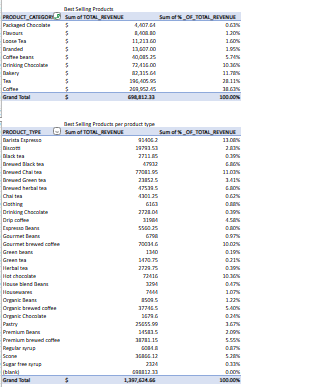 Best Selling Products
PRODUCT_CATEGORY Sum of TOTAL_REVENUE Sum of %_OF_TOTAL_REVENUE
Packaged Chocolate $ 4,407.64 0.63%
Flavours $ 8,408.80 1.20%
Loose Tea $ 11,213.60 1.60%
Branded $ 13,607.00 1.95%
Coffee beans $ 40,085.25 5.74%
Drinking Chocolate $ 72,416.00 10.36%
Bakery $ 82,315.64 11.78%
Tea $ 196,405.95 28.11%
Coffee $ 269,952.45 38.63%
Grand Total $ 698,812.33 100.00%
Best Selling Products per product type
PRODUCT_TYPE Sum of TOTAL_REVENUE Sum of %_OF_TOTAL_REVENUE
Barista Espresso 91406.2 13.08%
Biscotti 19793.53 2.83%
Black tea 2711.85 0.39%
Brewed Black tea 47932 6.86%
Brewed Chai tea 77081.95 11.03%
Brewed Green tea 23852.5 3.41%
Brewed herbal tea 47539.5 6.80%
Chai tea 4301.25 0.62%
Clothing 6163 0.88%
Drinking Chocolate 2728.04 0.39%
Drip coffee 31984 4.58%
Espresso Beans 5560.25 0.80%
Gourmet Beans 6798 0.97%
Gourmet brewed coffee 70034.6 10.02%
Green beans 1340 0.19%
Green tea 1470.75 0.21%
Herbal tea 2729.75 0.39%
Hot chocolate 72416 10.36%
House blend Beans 3294 0.47%
Housewares 7444 1.07%
Organic Beans 8509.5 1.22%
Organic brewed coffee 37746.5 5.40%
Organic Chocolate 1679.6 0.24%
Pastry 25655.99 3.67%
Premium Beans 14583.5 2.09%
Premium brewed coffee 38781.15 5.55%
Regular syrup 6084.8 0.87%
Scone 36866.12 5.28%
Sugar free syrup 2324 0.33%
(blank) 698812.33 0.00%
Grand Total $ 1,397,624.66 100.00%